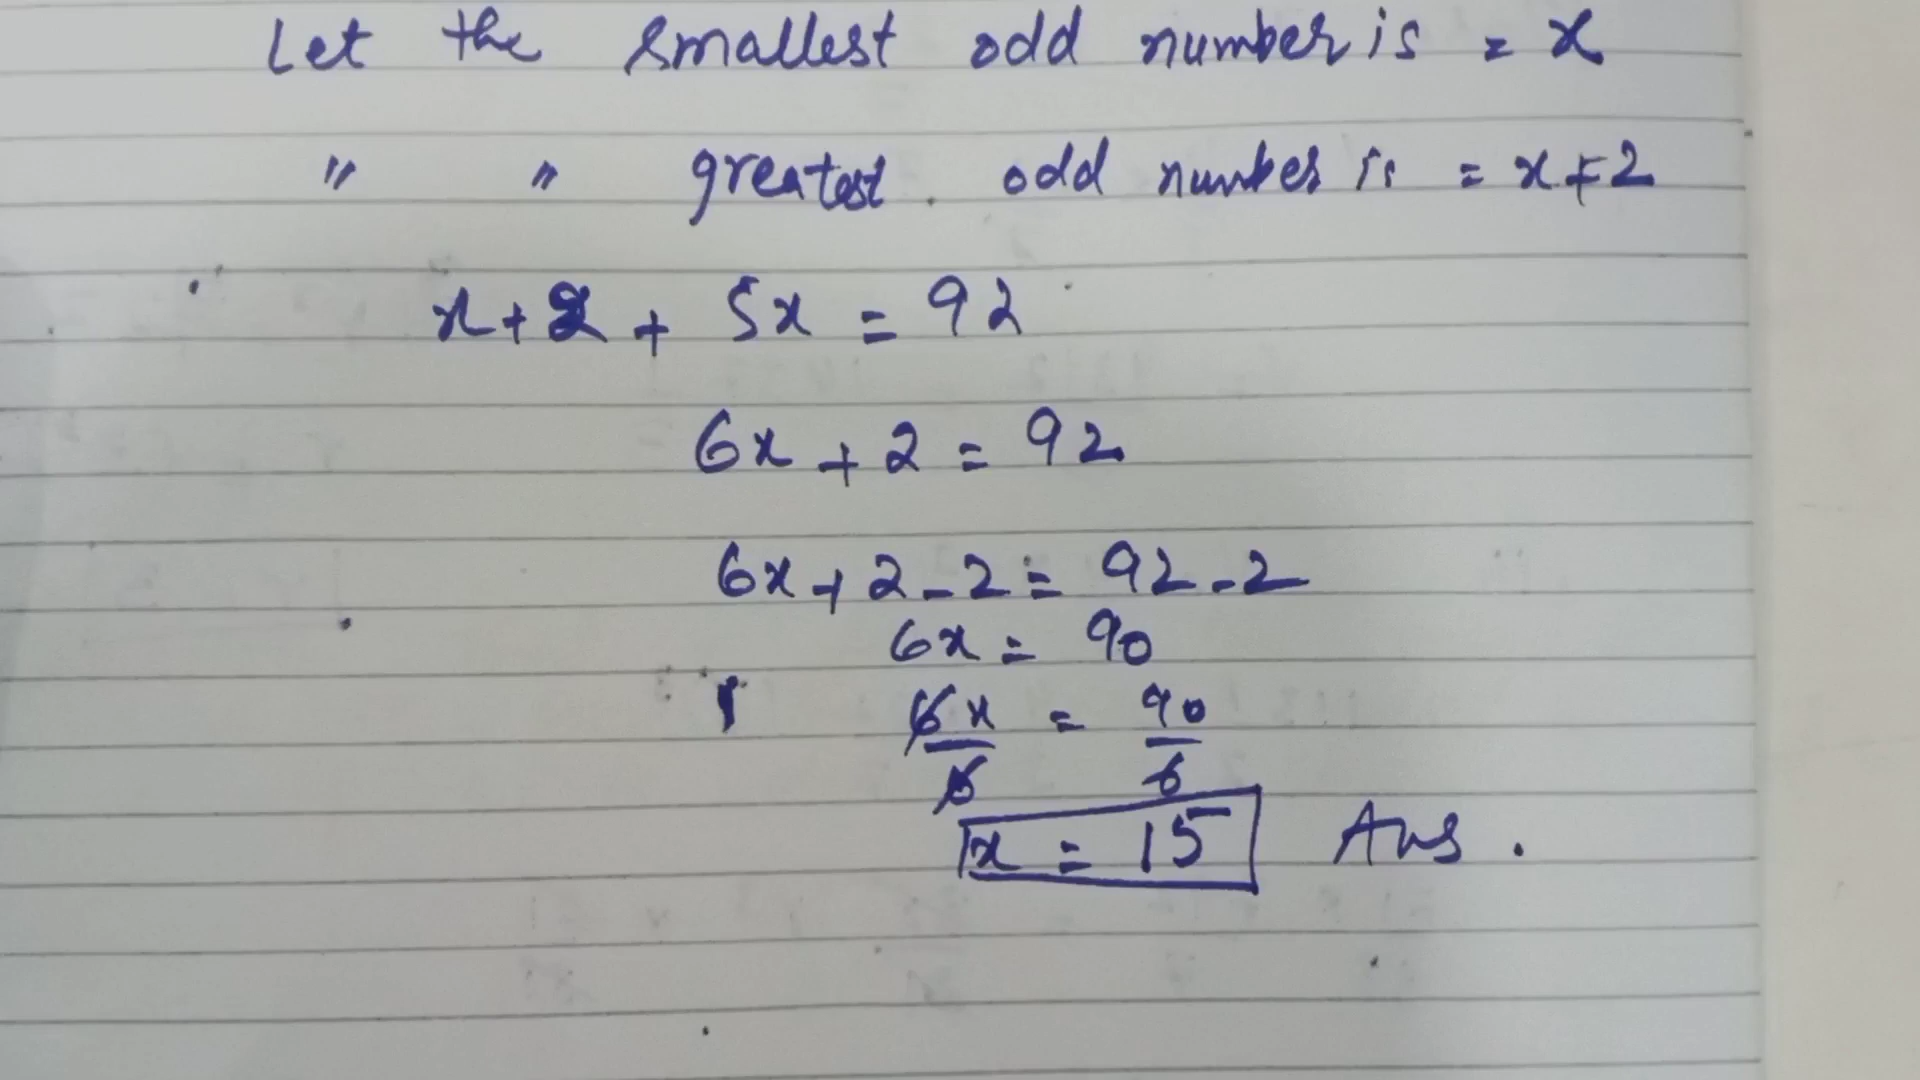 Let the smallest odd number is = x
" " greatest. odd number is = x+2
x+2 + 5x = 92
6x + 2 = 92
6x + 2 - 2 = 92 - 2
6x = 90
6x/6 = 90/6
x = 15 Ans.